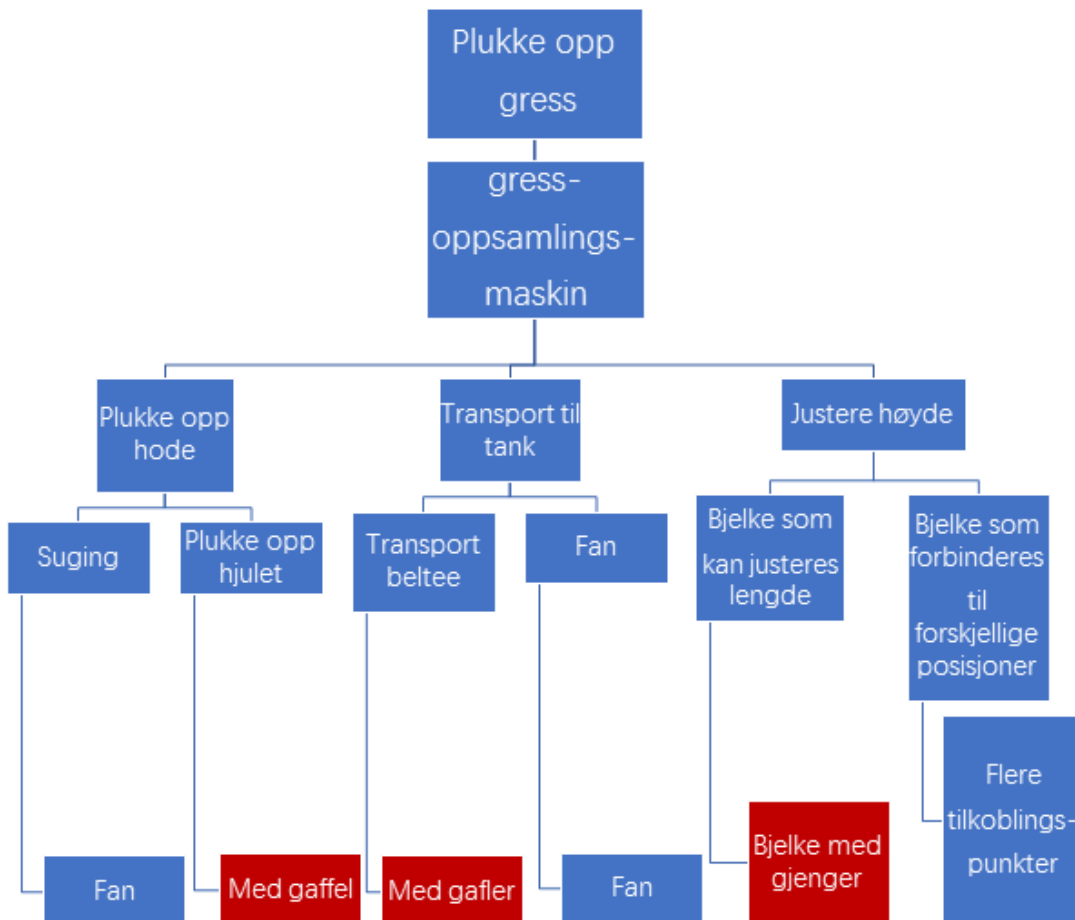 Plukke opp
gress
gress-
oppsamlings-
maskin
Plukke opp
hode
Transport til
tank
Justere høyde
Suging
Plukke opp
hjulet
Transport
beltee
Fan
Bjelke som
kan justeres
lengde
Bjelke som
forbinderes
til
forskjellige
posisjoner
Fan
Med gaffel
Med gafler
Fan
Bjelke med
gjenger
Flere
tilkoblings-
punkter